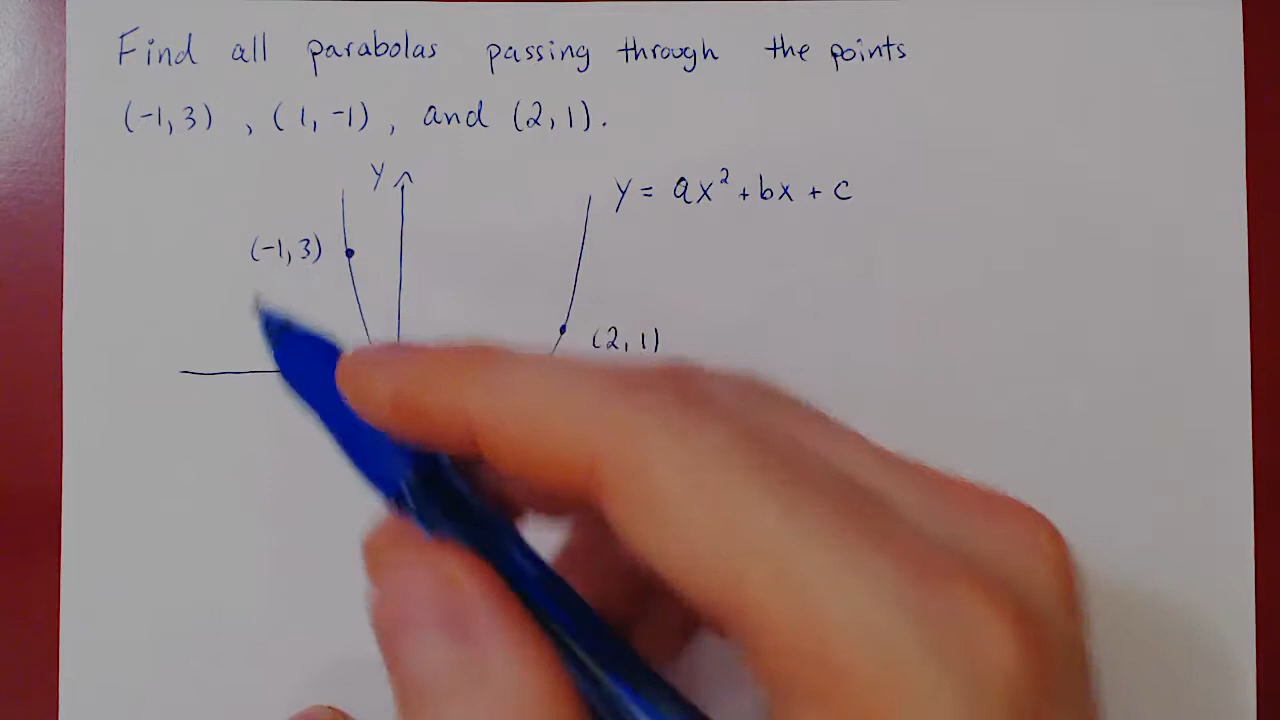 Find all parabolas passing through the points
(-1, 3), (1, -1), and (2, 1).
y
y = ax² + bx + c
(-1, 3)
(2, 1)